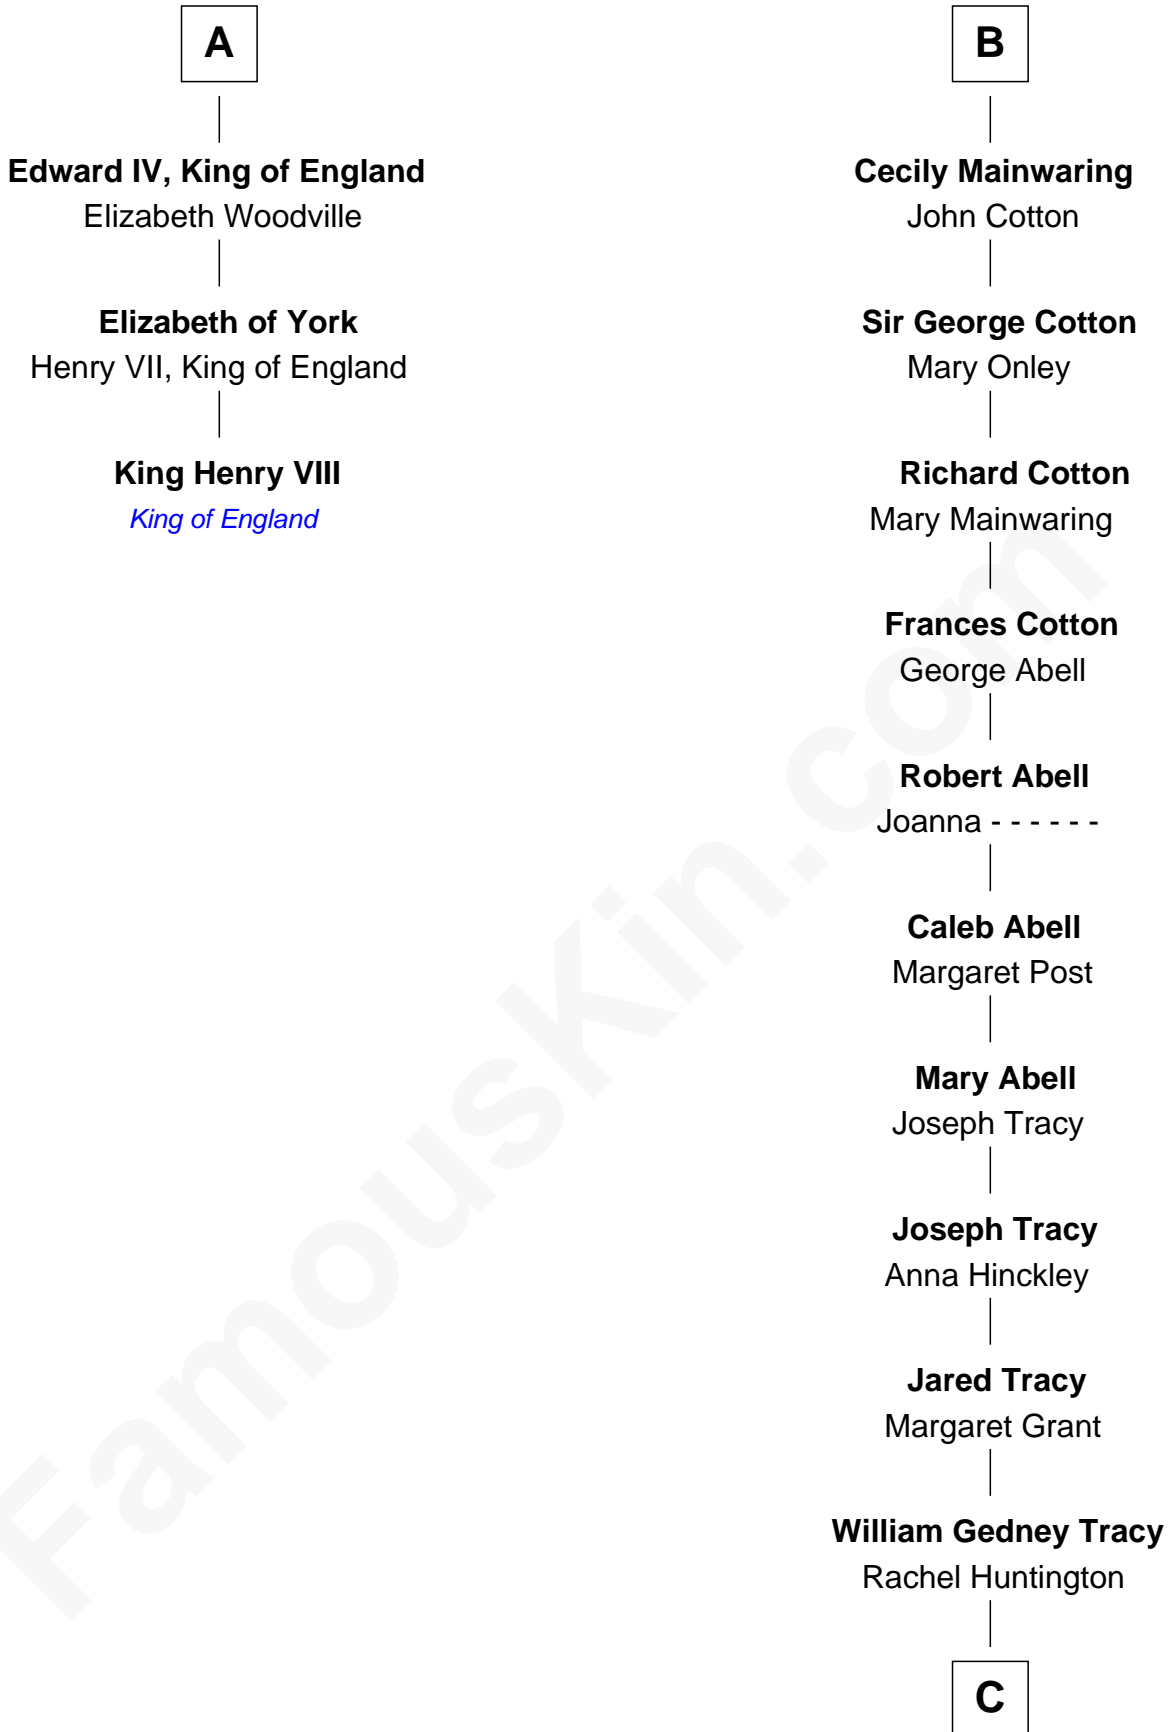 A
Edward IV, King of England
Elizabeth Woodville
Elizabeth of York
Henry VII, King of England
King Henry VIII
King of England
B
Cecily Mainwaring
John Cotton
Sir George Cotton
Mary Onley
Richard Cotton
Mary Mainwaring
Frances Cotton
George Abell
Robert Abell
Joanna - - - - - -
Caleb Abell
Margaret Post
Mary Abell
Joseph Tracy
Joseph Tracy
Anna Hinckley
Jared Tracy
Margaret Grant
William Gedney Tracy
Rachel Huntington
C
FamousKin.com